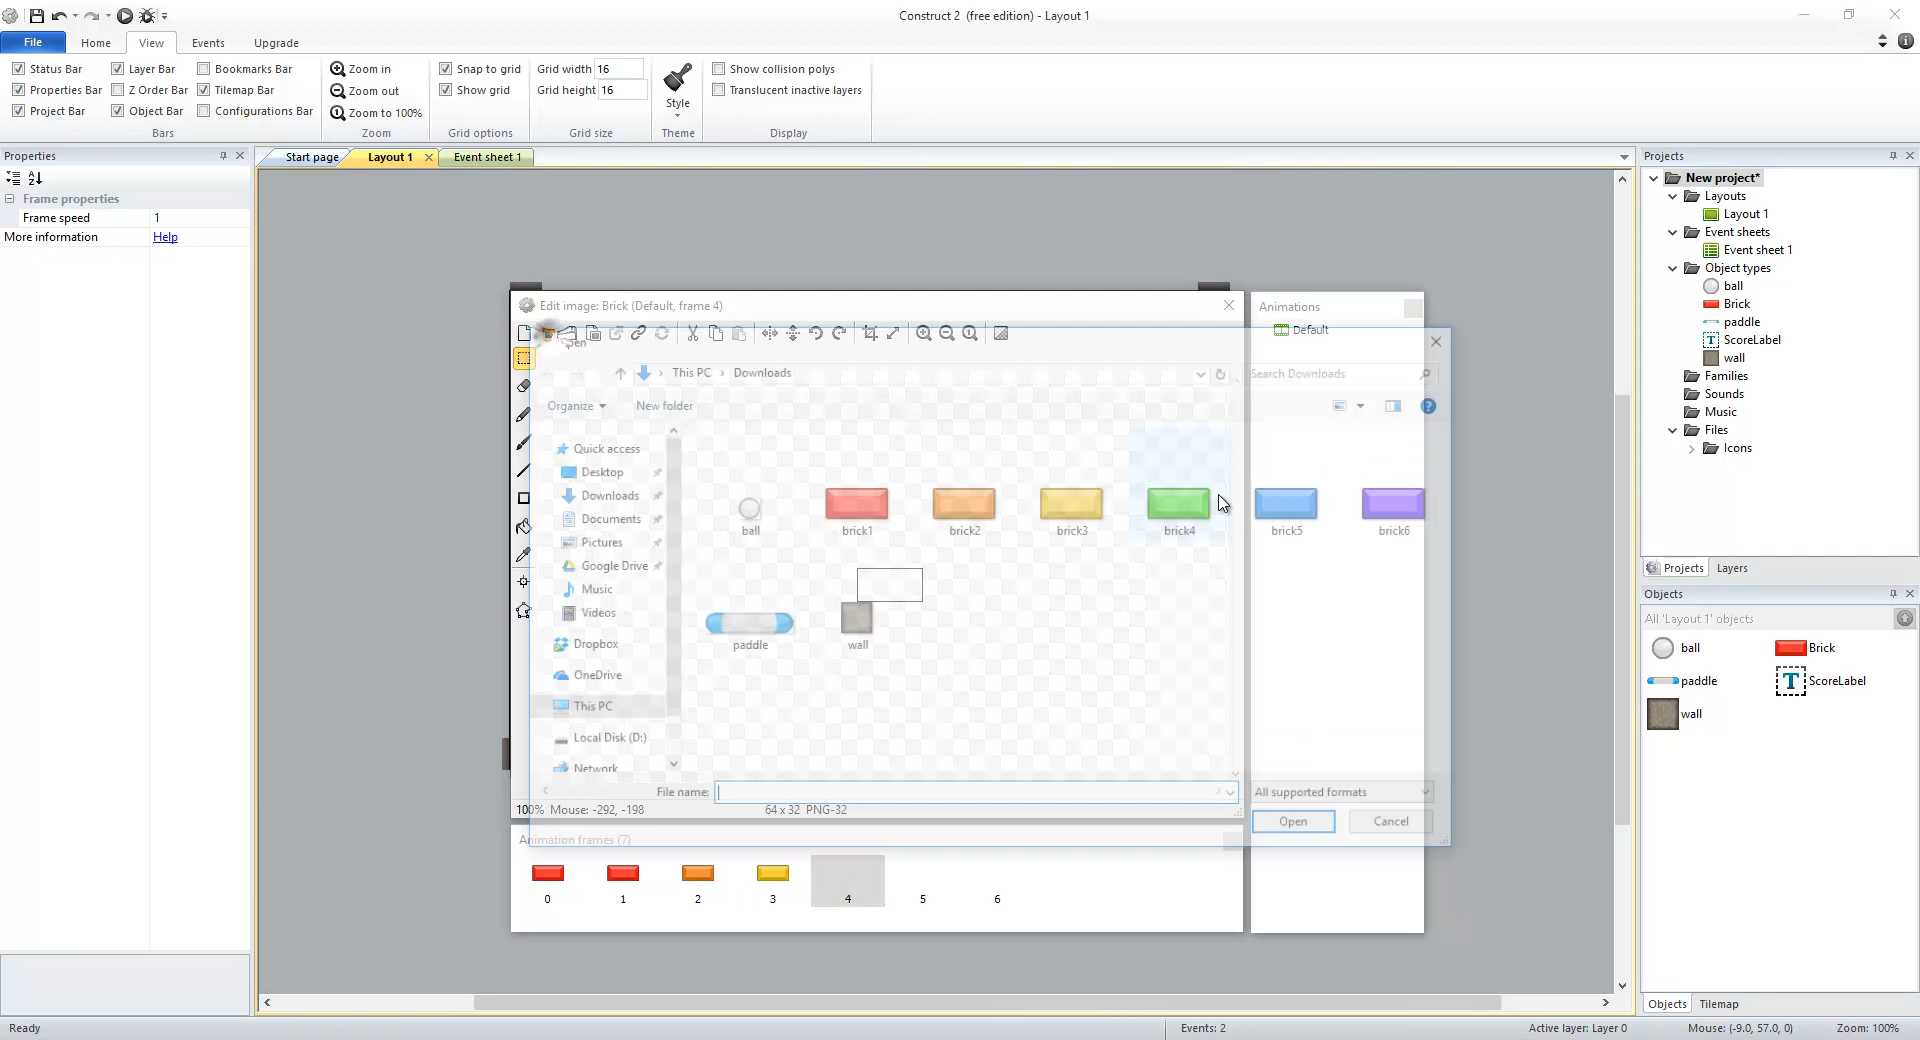 Construct 2 (free edition) - Layout 1
File Home View Events Upgrade
Status Bar Layer Bar Bookmarks Bar
Properties Bar Z Order Bar Tilemap Bar
Project Bar Object Bar Configurations Bar
Bars
Zoom in
Zoom out
Zoom to 100%
Zoom
Snap to grid
Show grid
Grid options
Grid width 16
Grid height 16
Grid size
Style
Theme
Show collision polys
Translucent inactive layers
Display
Properties
Frame properties
Frame speed 1
More information Help
Start page Layout 1 Event sheet 1
Edit image: Brick (Default, frame 4)
Animations
Default
This PC Downloads
Search Downloads
Organize New folder
Quick access
Desktop
Downloads
Documents
Pictures
Google Drive
Music
Videos
Dropbox
OneDrive
This PC
Local Disk (D:)
Network
ball brick1 brick2 brick3 brick4 brick5 brick6
paddle wall
File name:
All supported formats
Open Cancel
100% Mouse: -292, -198 64 x 32 PNG-32
Animation frames (7)
0 1 2 3 4 5 6
Projects
New project*
Layouts
Layout 1
Event sheets
Event sheet 1
Object types
ball
Brick
paddle
ScoreLabel
wall
Families
Sounds
Music
Files
Icons
Projects Layers
Objects
All 'Layout 1' objects
ball Brick
paddle ScoreLabel
wall
Objects Tilemap
Ready Events: 2 Active layer: Layer 0 Mouse: (-9.0, 57.0, 0) Zoom: 100%